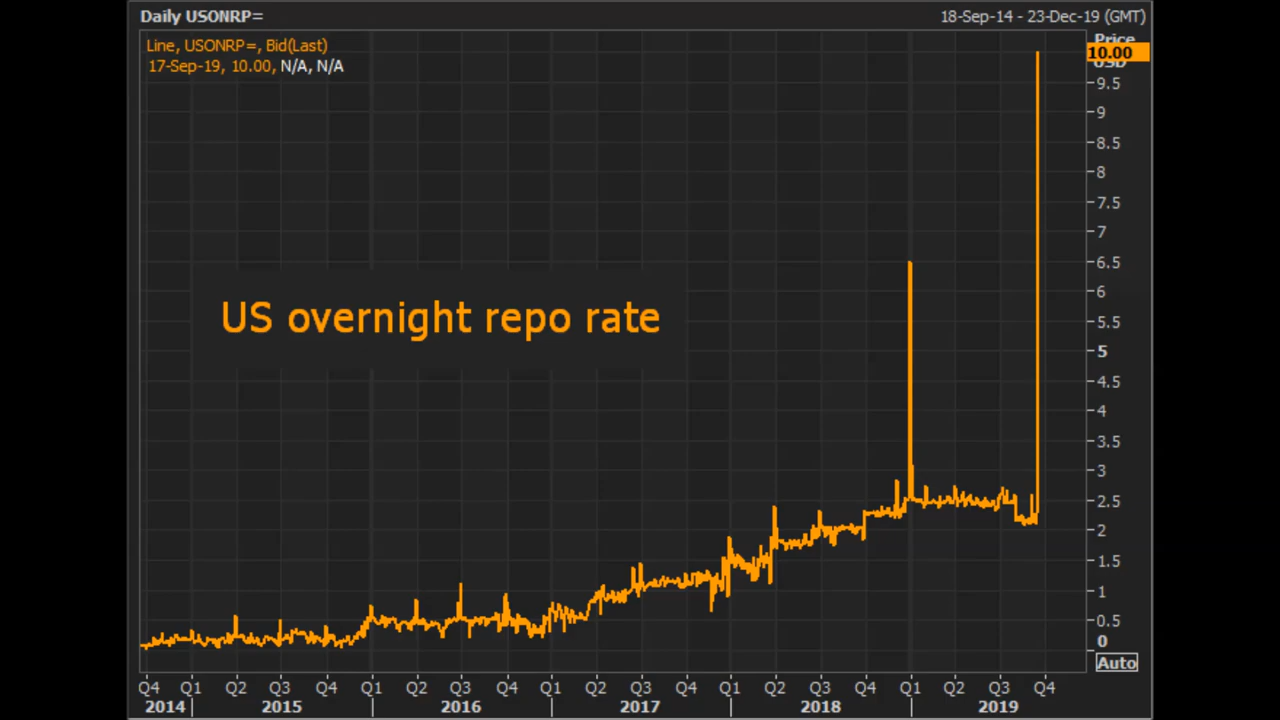 Daily USONRP= 18-Sep-14 - 23-Dec-19 (GMT)
Line, USONRP=, Bid(Last)
17-Sep-19, 10.00, N/A, N/A
Price
10.00
USD
9.5
9
8.5
8
7.5
7
6.5
6
US overnight repo rate
5.5
5
4.5
4
3.5
3
2.5
2
1.5
1
0.5
0
Auto
Q4 Q1 Q2 Q3 Q4 Q1 Q2 Q3 Q4 Q1 Q2 Q3 Q4 Q1 Q2 Q3 Q4 Q1 Q2 Q3 Q4
2014 2015 2016 2017 2018 2019